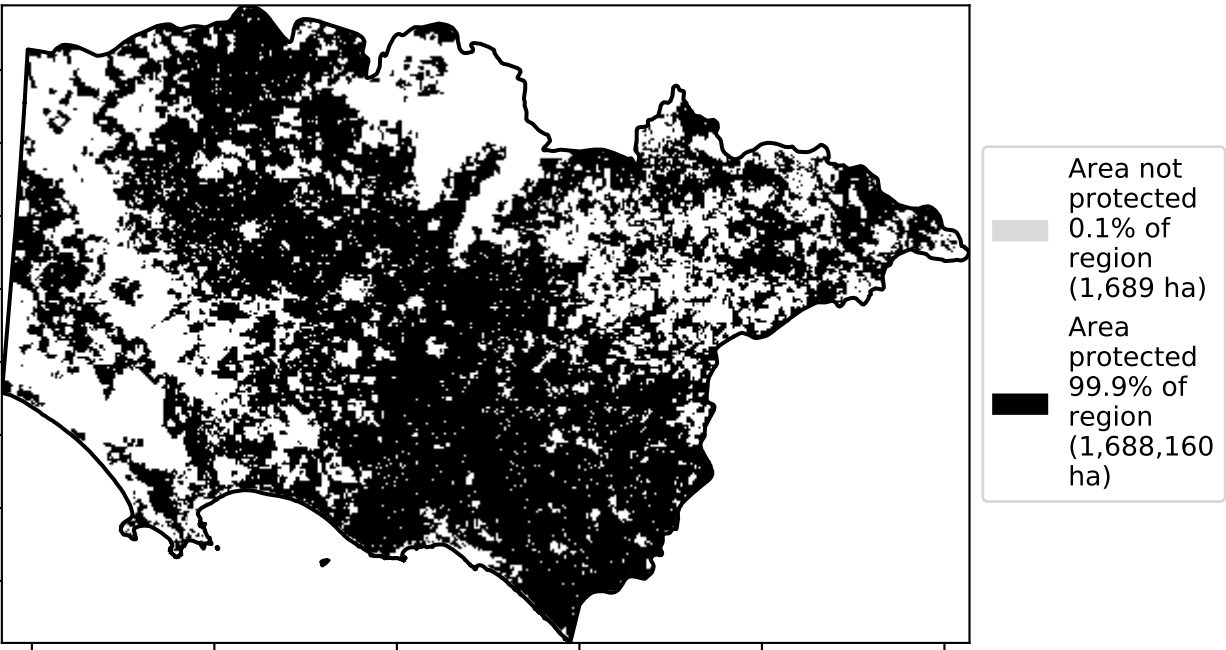 Area not
protected
0.1% of
region
(1,689 ha)
Area
protected
99.9% of
region
(1,688,160
ha)